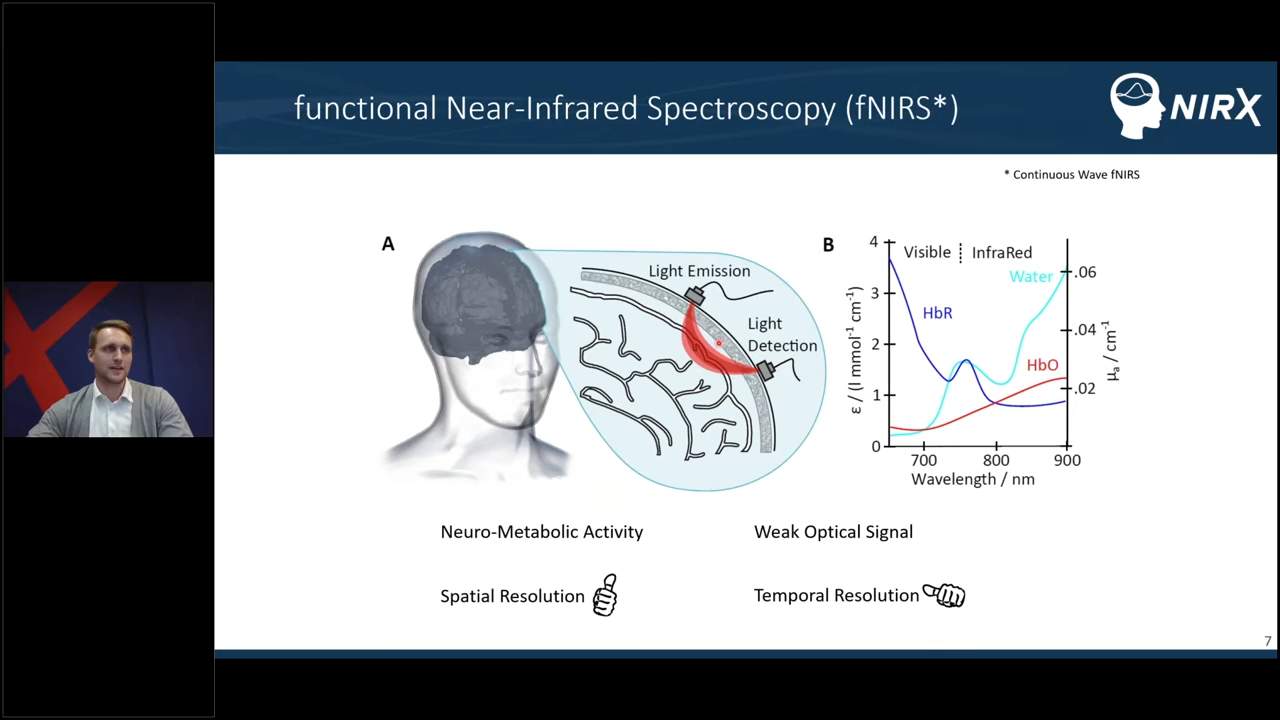 functional Near-Infrared Spectroscopy (fNIRS*)
NIRX
* Continuous Wave fNIRS
A
Light Emission
Light
Detection
B
Visible
InfraRed
Water
HbR
HbO
4
3
2
1
0
ε / (l mmol⁻¹ cm⁻¹)
.06
.04
.02
μₐ / cm⁻¹
700
800
900
Wavelength / nm
Neuro-Metabolic Activity
Weak Optical Signal
Spatial Resolution
Temporal Resolution
7